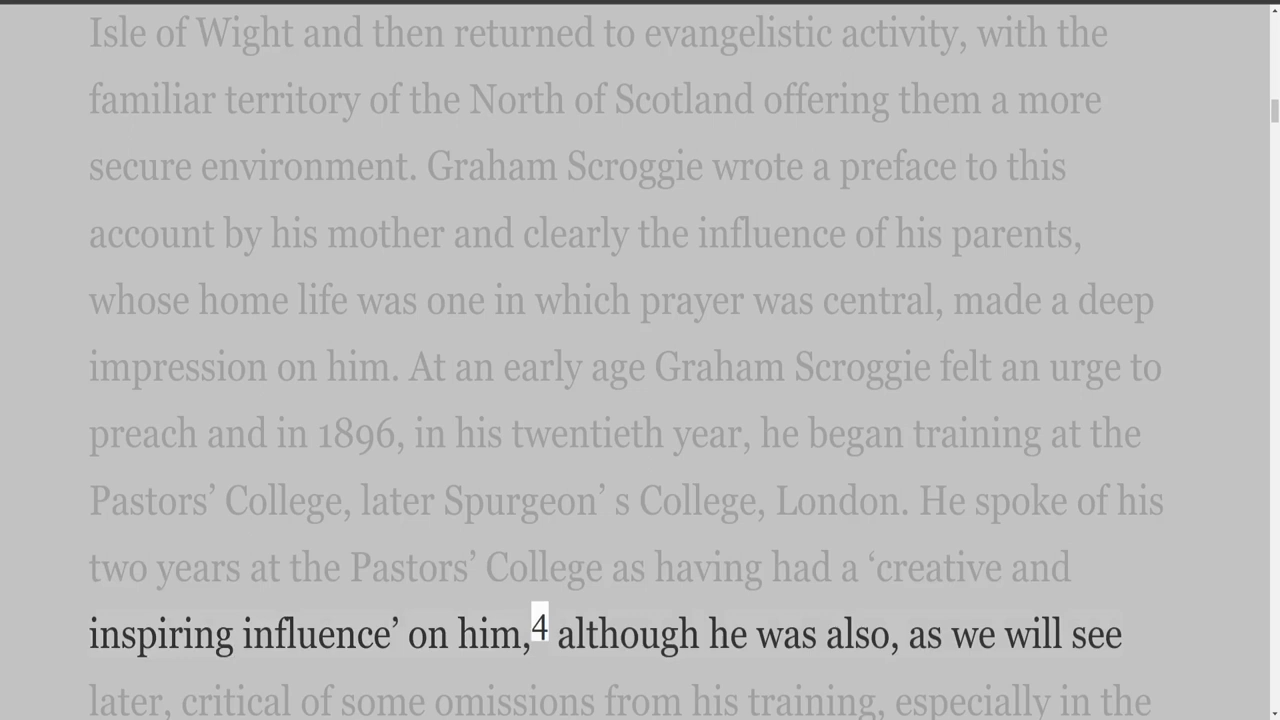 Isle of Wight and then returned to evangelistic activity, with the
familiar territory of the North of Scotland offering them a more
secure environment. Graham Scroggie wrote a preface to this
account by his mother and clearly the influence of his parents,
whose home life was one in which prayer was central, made a deep
impression on him. At an early age Graham Scroggie felt an urge to
preach and in 1896, in his twentieth year, he began training at the
Pastors’ College, later Spurgeon’ s College, London. He spoke of his
two years at the Pastors’ College as having had a ‘creative and
inspiring influence’ on him,4 although he was also, as we will see
later, critical of some omissions from his training, especially in the